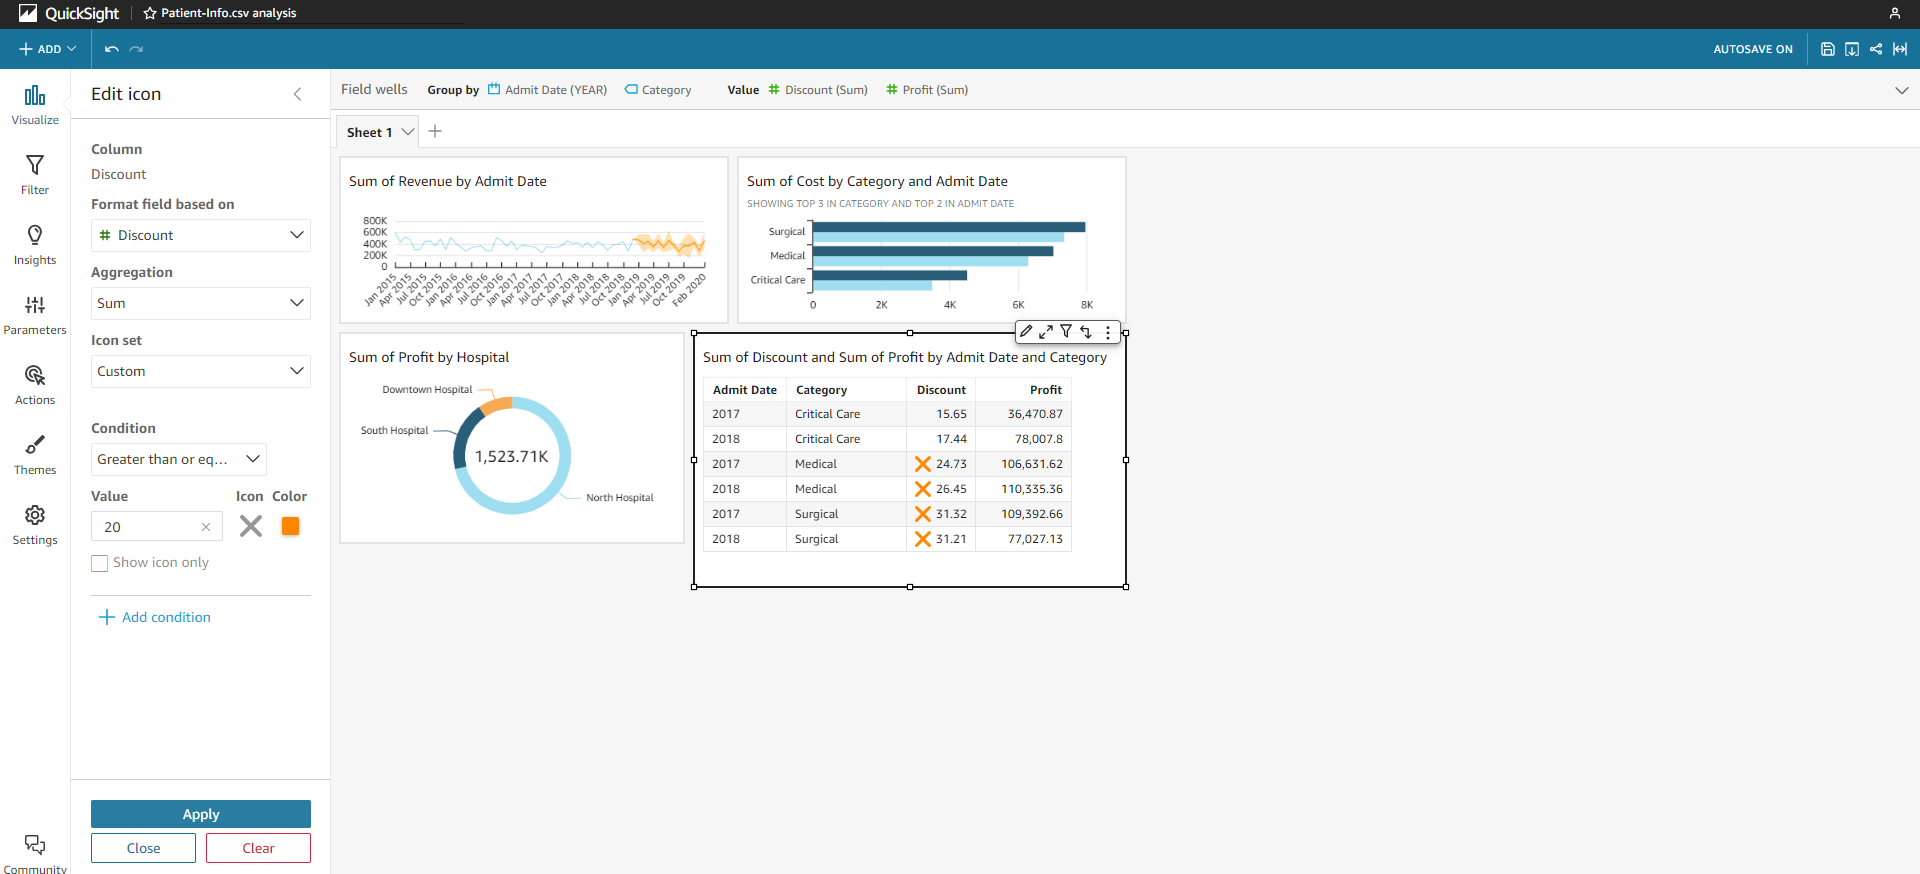 QuickSight
Patient-Info.csv analysis
ADD
AUTOSAVE ON
Visualize
Filter
Insights
Parameters
Actions
Themes
Settings
Community
Edit icon
Column
Discount
Format field based on
Discount
Aggregation
Sum
Icon set
Custom
Condition
Greater than or eq...
Value Icon Color
20
Show icon only
Add condition
Apply
Close Clear
Field wells Group by Admit Date (YEAR) Category Value Discount (Sum) Profit (Sum)
Sheet 1
Sum of Revenue by Admit Date
800K
600K
400K
200K
0
Jan 2015 Apr 2015 Jul 2015 Oct 2015 Jan 2016 Apr 2016 Jul 2016 Oct 2016 Jan 2017 Apr 2017 Jul 2017 Oct 2017 Jan 2018 Apr 2018 Jul 2018 Oct 2018 Jan 2019 Apr 2019 Jul 2019 Oct 2019 Feb 2020
Sum of Cost by Category and Admit Date
SHOWING TOP 3 IN CATEGORY AND TOP 2 IN ADMIT DATE
Surgical
Medical
Critical Care
0 2K 4K 6K 8K
Sum of Profit by Hospital
Downtown Hospital
South Hospital
1,523.71K
North Hospital
Sum of Discount and Sum of Profit by Admit Date and Category
Admit Date Category Discount Profit
2017 Critical Care 15.65 36,470.87
2018 Critical Care 17.44 78,007.8
2017 Medical 24.73 106,631.62
2018 Medical 26.45 110,335.36
2017 Surgical 31.32 109,392.66
2018 Surgical 31.21 77,027.13